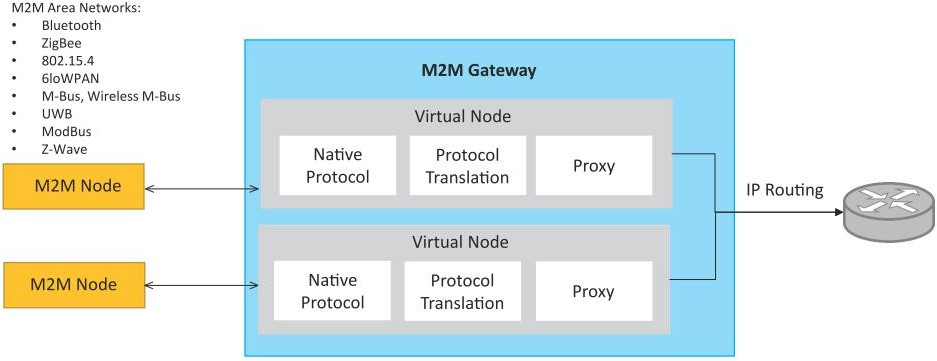 M2M Area Networks:
• Bluetooth
• ZigBee
• 802.15.4
• 6loWPAN
• M-Bus, Wireless M-Bus
• UWB
• ModBus
• Z-Wave
M2M Node
M2M Node
M2M Gateway
Virtual Node
Native
Protocol
Protocol
Translation
Proxy
Virtual Node
Native
Protocol
Protocol
Translation
Proxy
IP Routing